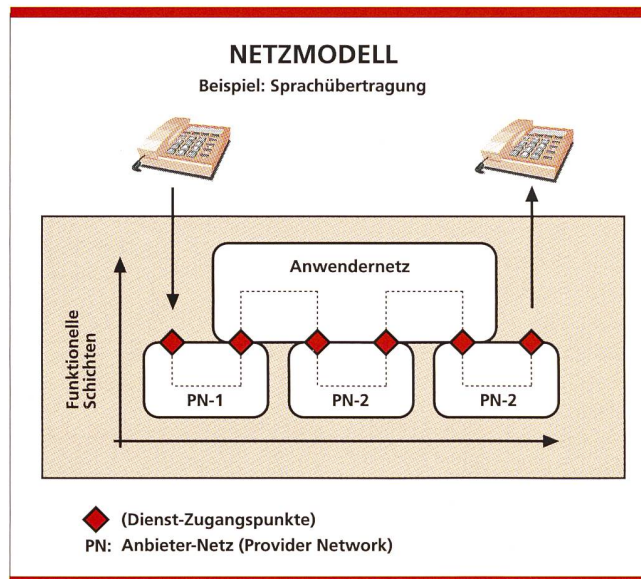 NETZMODELL
Beispiel: Sprachübertragung
Anwendernetz
Funktionelle
Schichten
PN-1
PN-2
PN-2
(Dienst-Zugangspunkte)
PN: Anbieter-Netz (Provider Network)